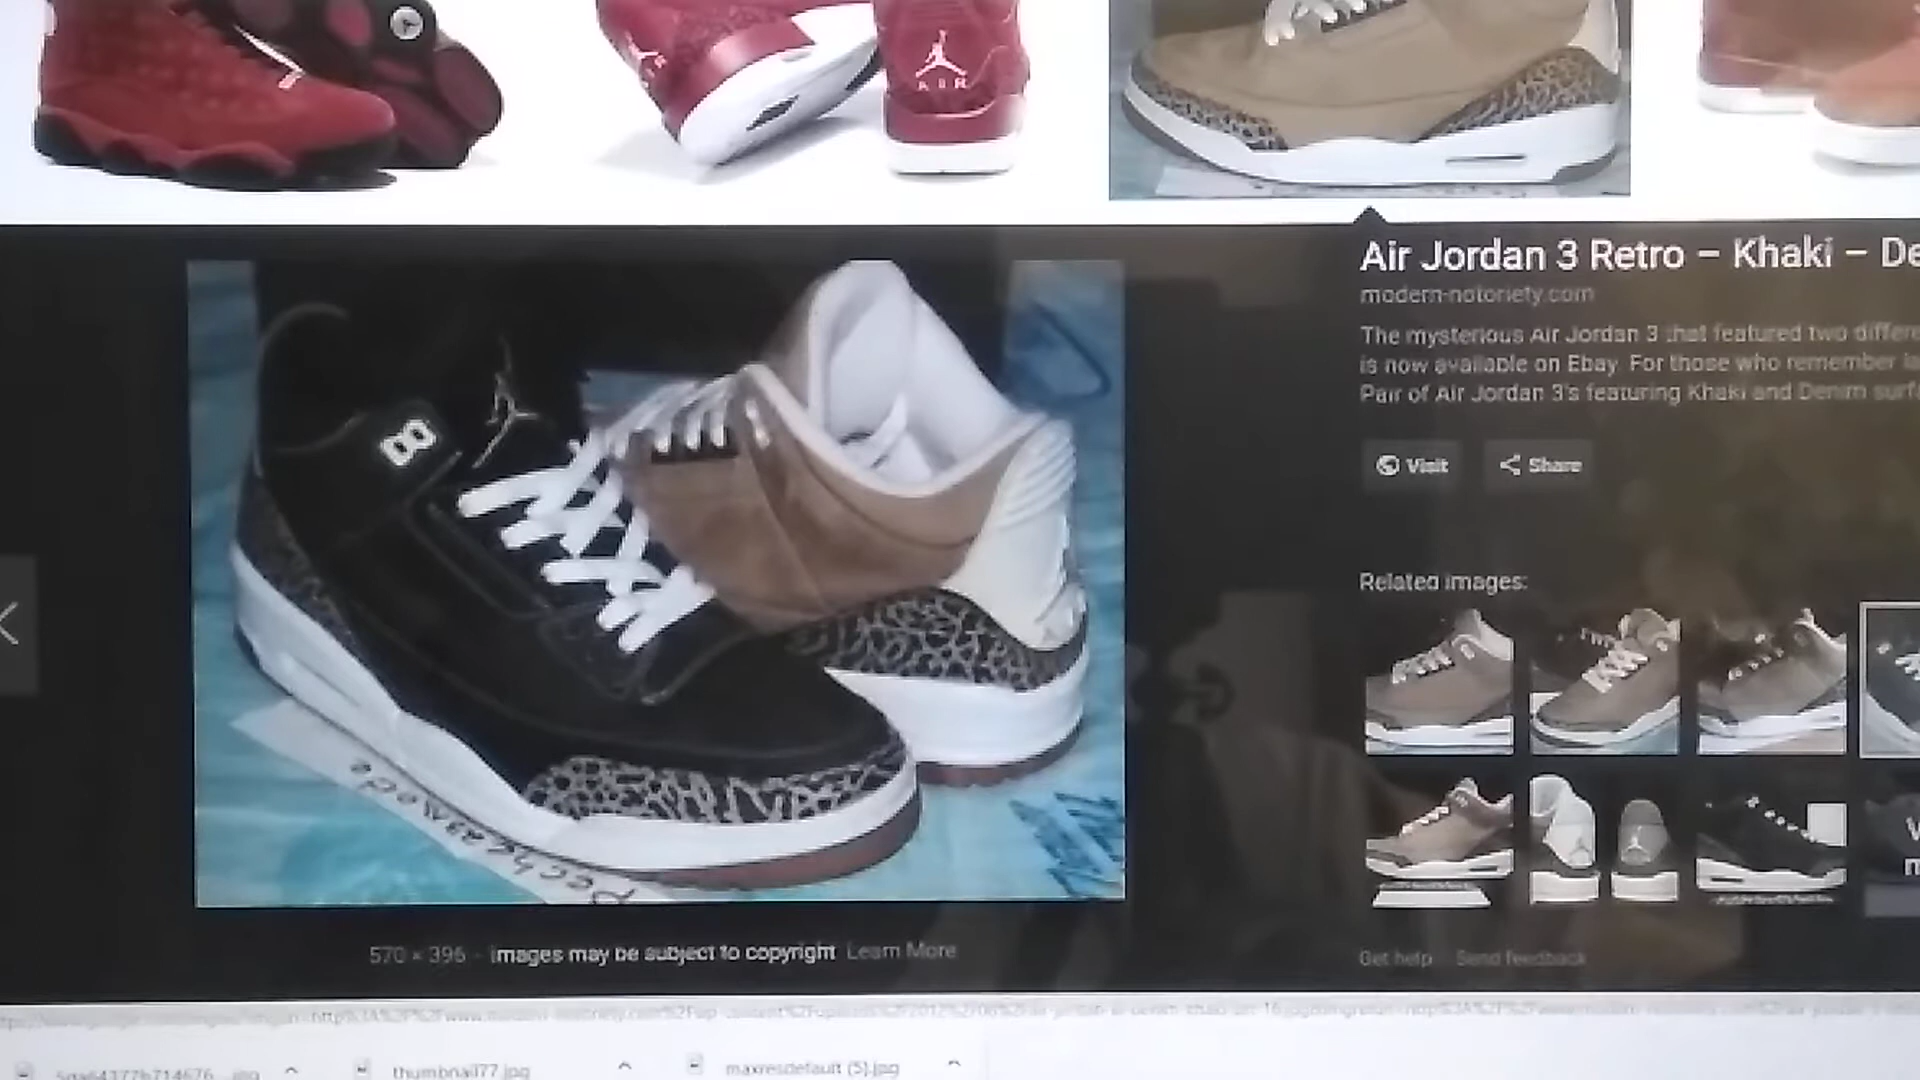 AIR
Air Jordan 3 Retro – Khaki – De
modern-notoriety.com
The mysterious Air Jordan 3 that featured two differe
is now available on Ebay. For those who remember la
Pair of Air Jordan 3's featuring Khaki and Denim surfa
Visit
Share
Related images:
570 × 396 - Images may be subject to copyright Learn More
Get help Send feedback
thumbnail77.jpg
maxresdefault (5).jpg